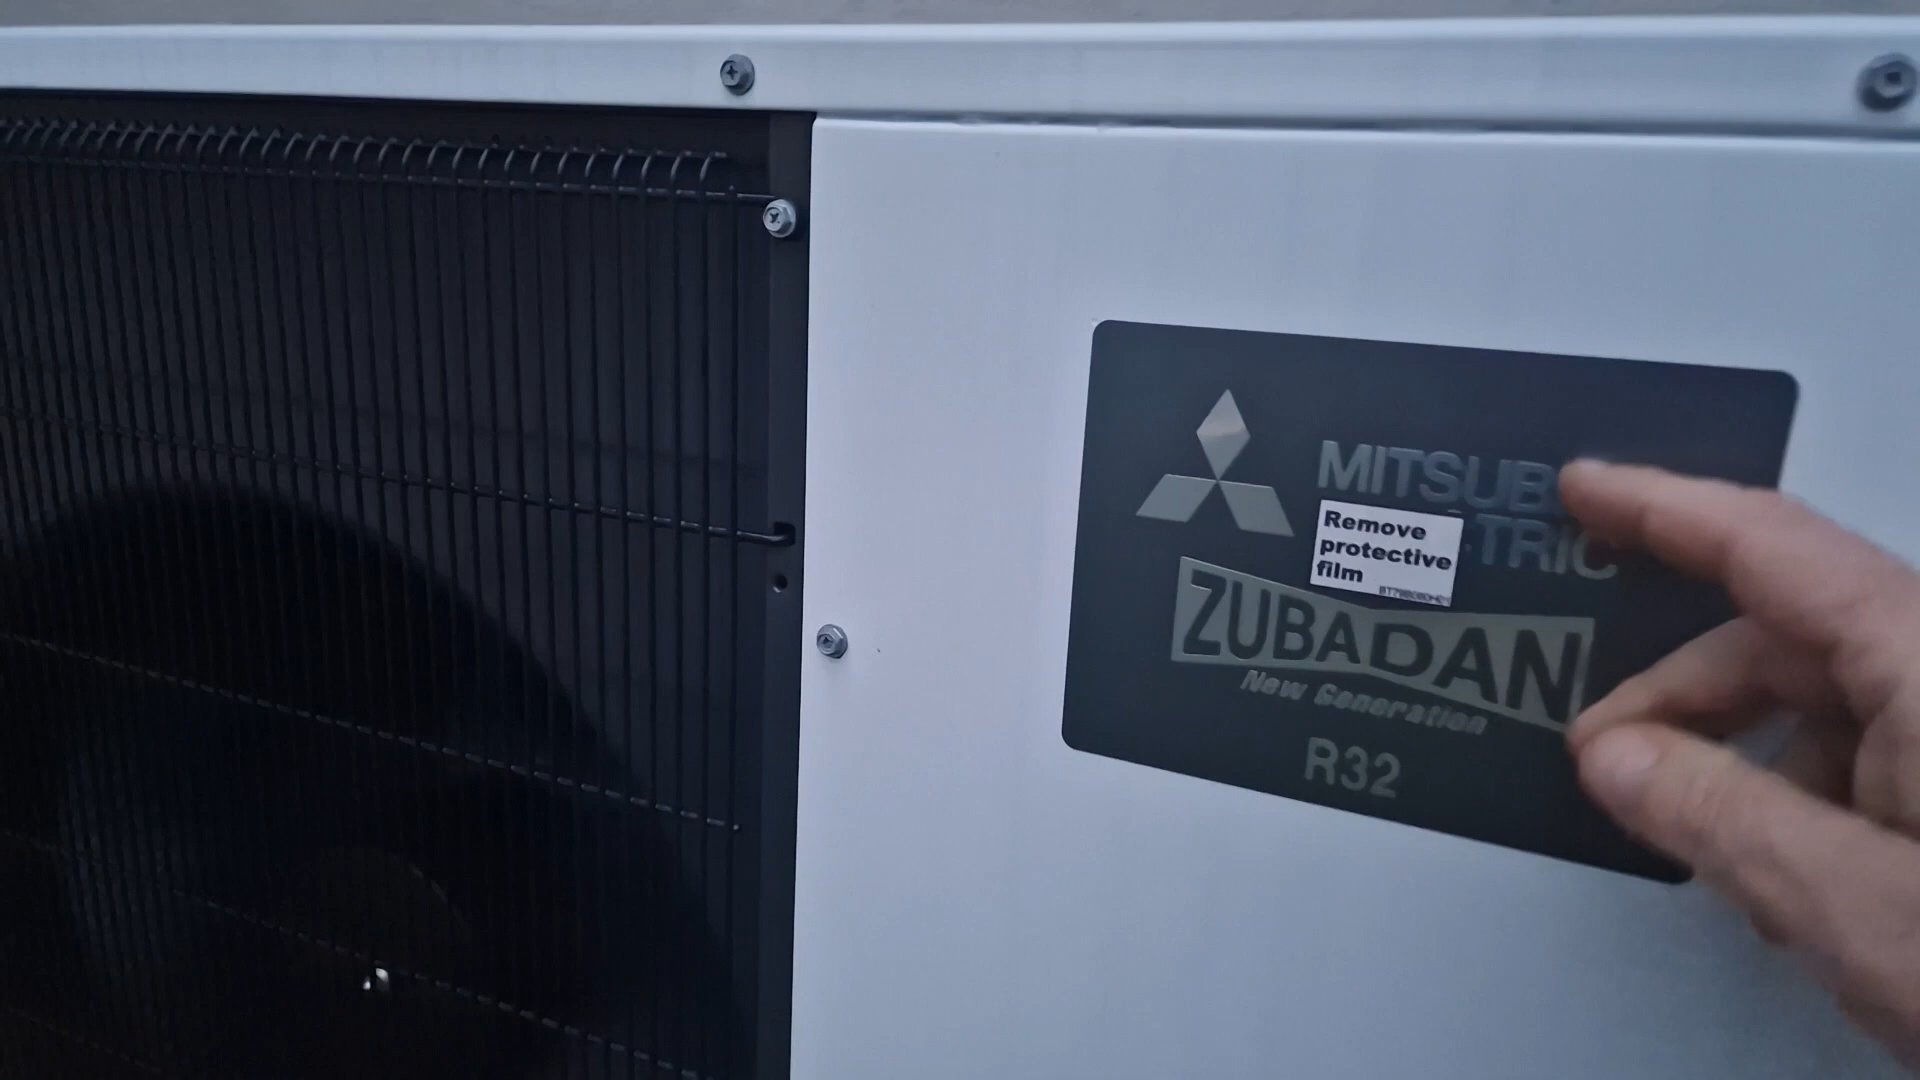 MITSUB
TRIC
Remove
protective
film
ZUBADAN
New Generation
R32